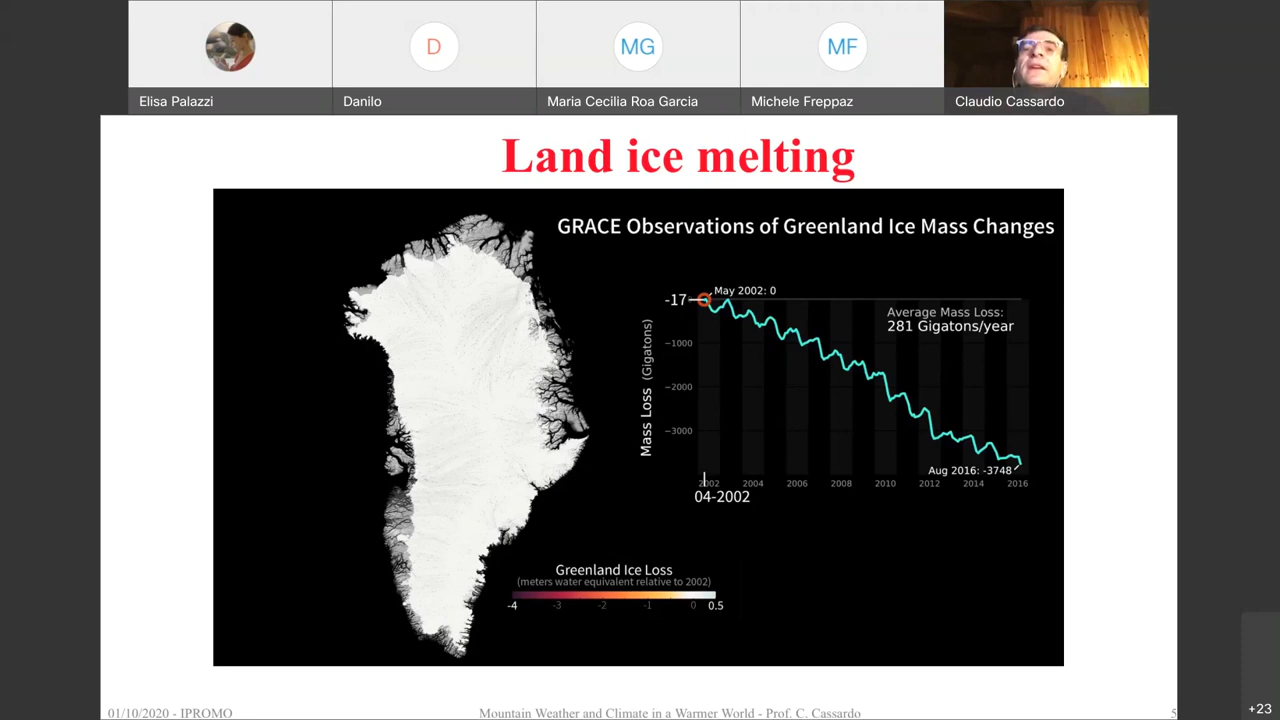 D
MG
MF
Elisa Palazzi
Danilo
Maria Cecilia Roa Garcia
Michele Freppaz
Claudio Cassardo
Land ice melting
GRACE Observations of Greenland Ice Mass Changes
May 2002: 0
-17
Average Mass Loss:
281 Gigatons/year
−1000
−2000
−3000
Mass Loss (Gigatons)
Aug 2016: -3748
2002 2004 2006 2008 2010 2012 2014 2016
04-2002
Greenland Ice Loss
(meters water equivalent relative to 2002)
-4 -3 -2 -1 0 0.5
01/10/2020 - IPROMO
Mountain Weather and Climate in a Warmer World - Prof. C. Cassardo
5
+23